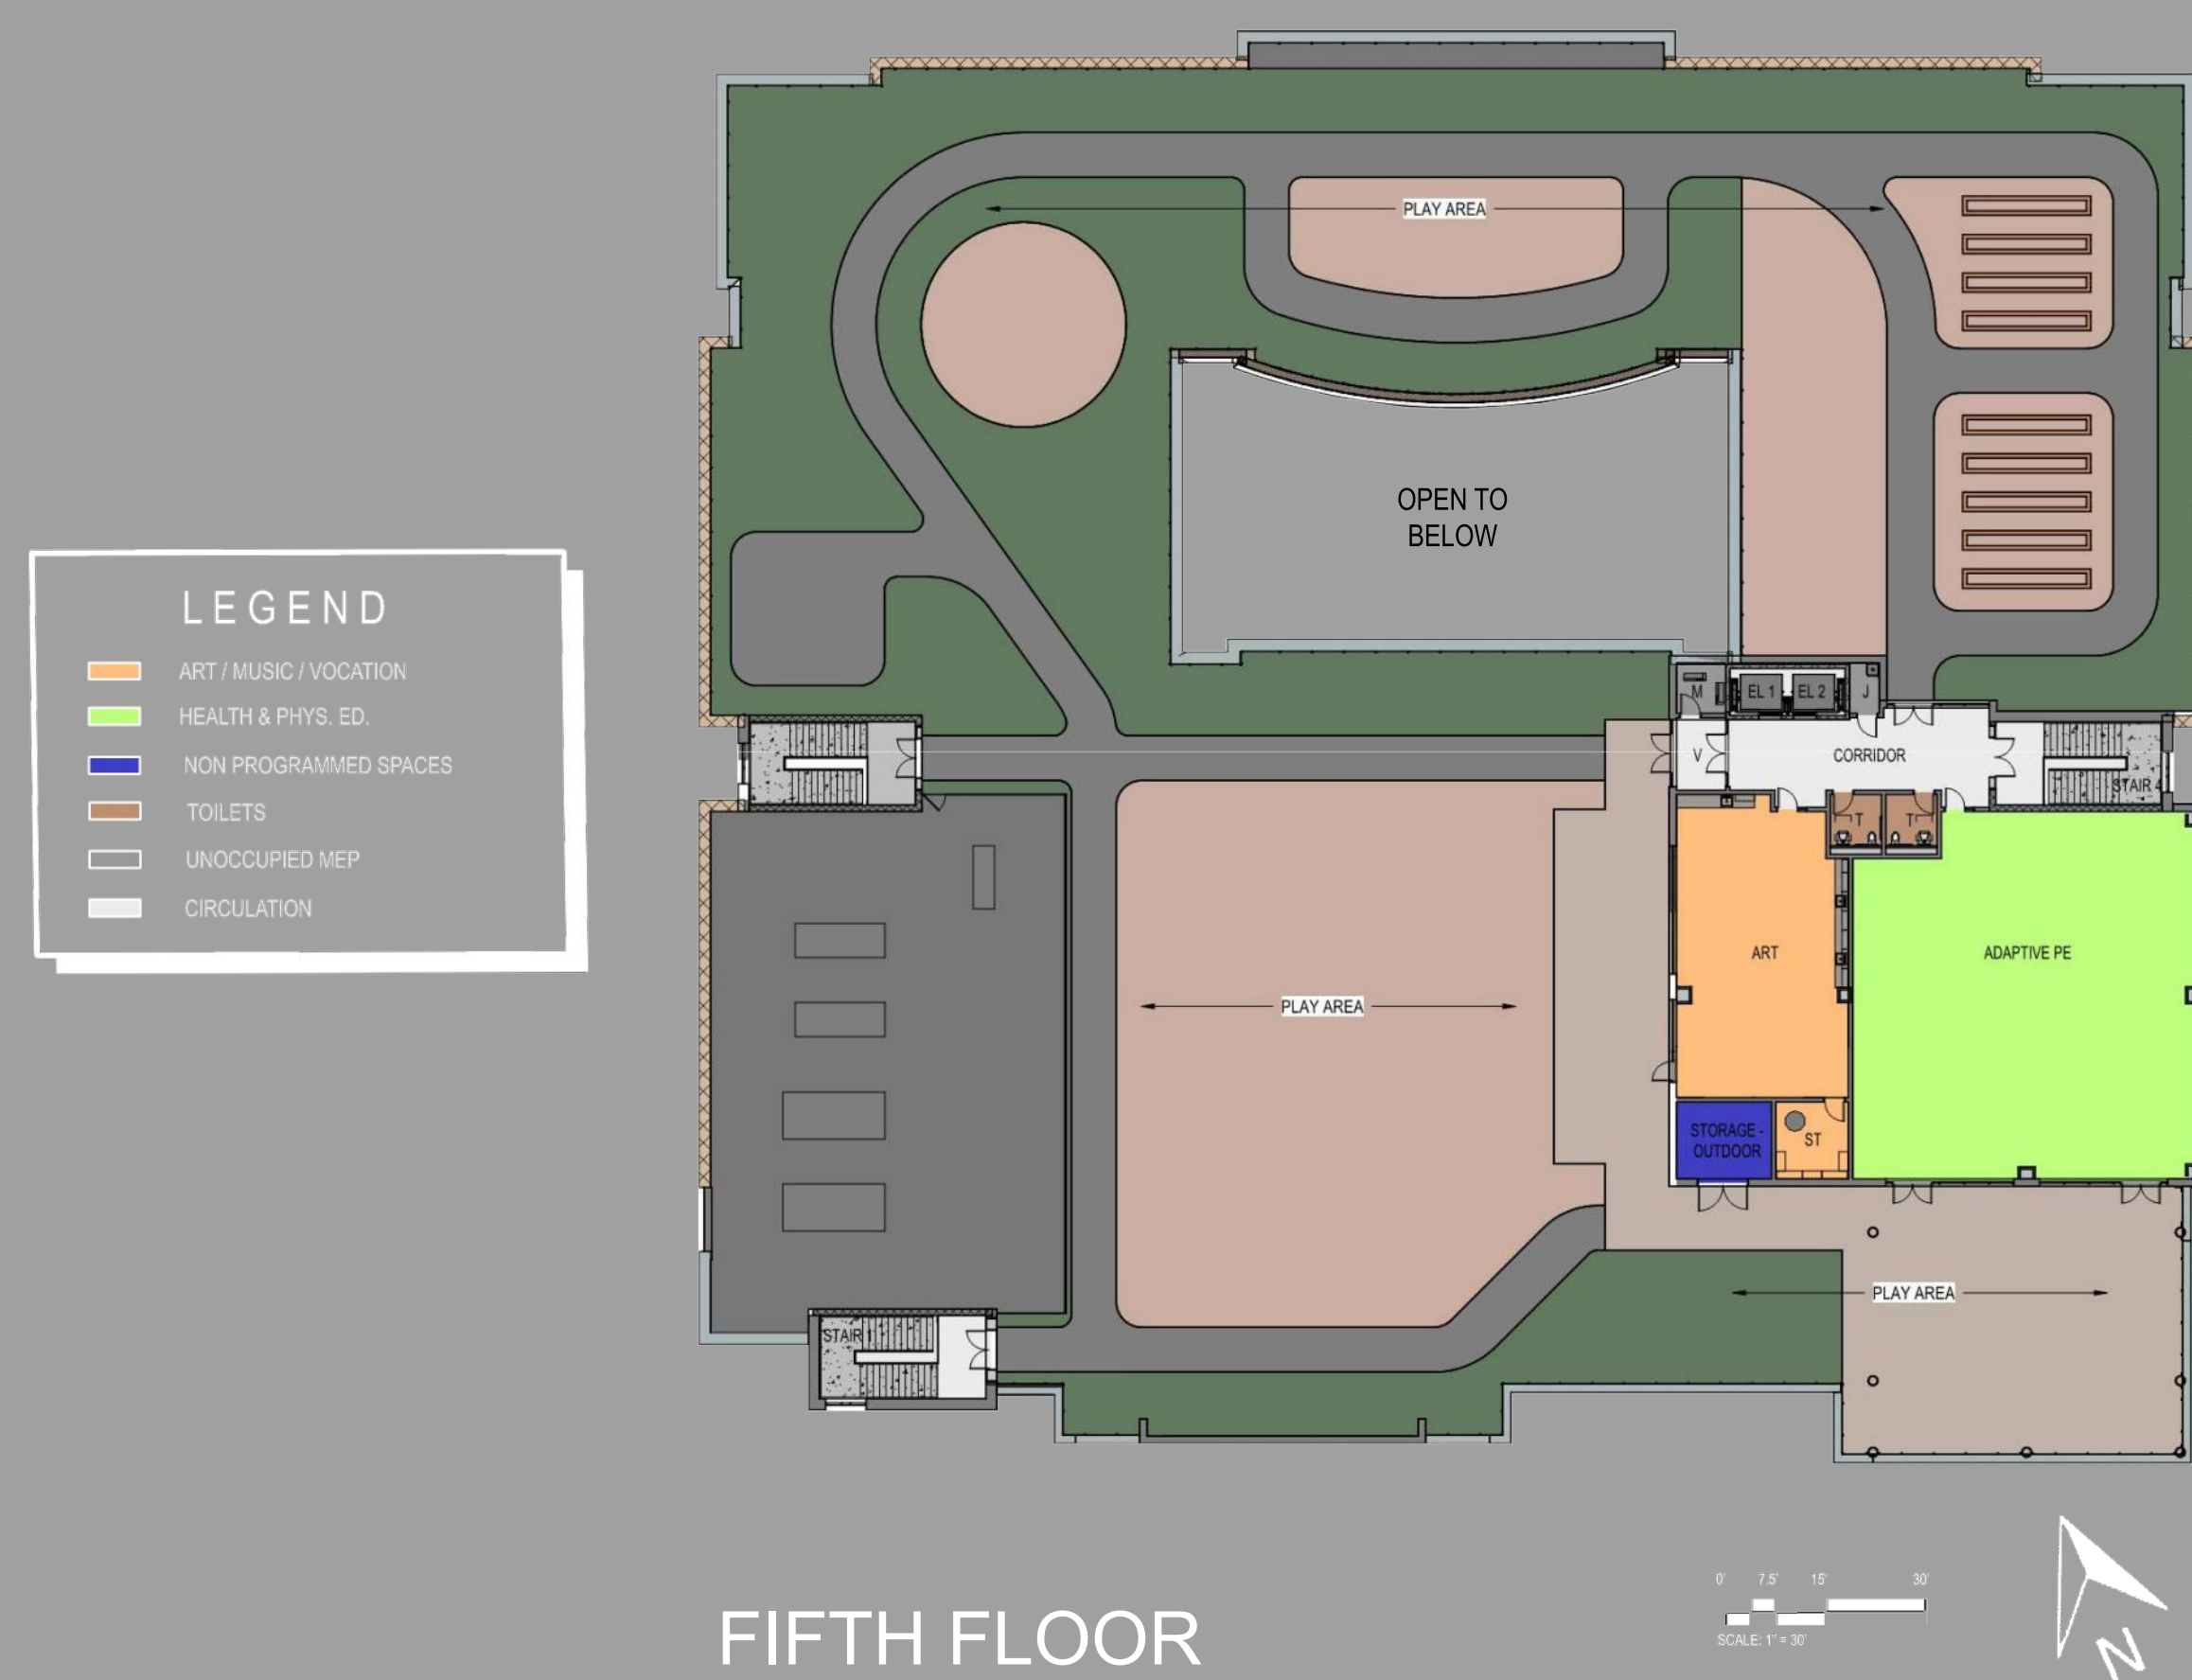 PLAY AREA
OPEN TO
BELOW
LEGEND
ART / MUSIC / VOCATION
HEALTH & PHYS. ED.
NON PROGRAMMED SPACES
TOILETS
UNOCCUPIED MEP
CIRCULATION
M
EL 1
EL 2
J
V
CORRIDOR
STAIR 4
T
T
ART
ADAPTIVE PE
PLAY AREA
STORAGE -
OUTDOOR
ST
PLAY AREA
STAIR 1
0' 7.5' 15' 30'
SCALE: 1" = 30'
FIFTH FLOOR
N